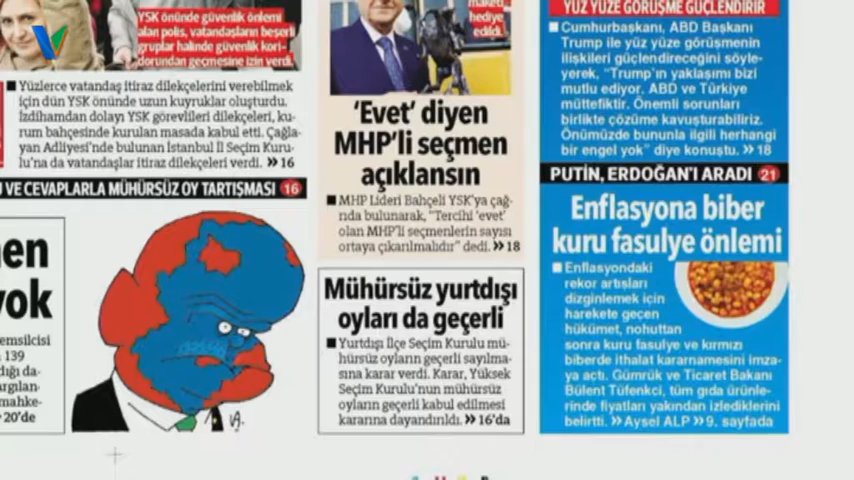 YSK önünde güvenlik önlemi
alan polis, vatandaşların beşerli
gruplar halinde güvenlik kori-
dorundan geçmesine izin verdi.
Yüzlerce vatandaş itiraz dilekçelerini verebilmek
için dün YSK önünde uzun kuyruklar oluşturdu.
İzdihamdan dolayı YSK görevlileri dilekçeleri, ku-
rum bahçesinde kurulan masada kabul etti. Çağla-
yan Adliyesi'nde bulunan İstanbul İl Seçim Kuru-
lu'na da vatandaşlar itiraz dilekçeleri verdi. 16
U VE CEVAPLARLA MÜHÜRSÜZ OY TARTIŞMASI 16
en
yok
emsilcisi
139
dığı da-
argılan-
mahke-
20'de
hediye
edildi.
'Evet' diyen
MHP'li seçmen
açıklansın
MHP Lideri Bahçeli YSK'ya çağ-
rıda bulunarak, "Tercihi 'evet'
olan MHP'li seçmenlerin sayısı
ortaya çıkarılmalıdır" dedi. 18
Mühürsüz yurtdışı
oyları da geçerli
Yurtdışı İlçe Seçim Kurulu mü-
hürsüz oyların geçerli sayılma-
sına karar verdi. Karar, Yüksek
Seçim Kurulu'nun mühürsüz
oyların geçerli kabul edilmesi
kararına dayandırıldı. 16'da
YÜZ YÜZE GÖRÜŞME GÜÇLENDİRİR
Cumhurbaşkanı, ABD Başkanı
Trump ile yüz yüze görüşmenin
ilişkileri güçlendireceğini söyle-
yerek, "Trump'ın yaklaşımı bizi
mutlu ediyor. ABD ve Türkiye
müttefiktir. Önemli sorunları
birlikte çözüme kavuşturabiliriz.
Önümüzde bununla ilgili herhangi
bir engel yok" diye konuştu. 18
PUTİN, ERDOĞAN'I ARADI 21
Enflasyona biber
kuru fasulye önlemi
Enflasyondaki
rekor artışları
dizginlemek için
harekete geçen
hükümet, nohuttan
sonra kuru fasulye ve kırmızı
biberde ithalat kararnamesini imza-
ya açtı. Gümrük ve Ticaret Bakanı
Bülent Tüfenkci, tüm gıda ürünle-
rinde fiyatları yakından izlediklerini
belirtti. Aysel ALP 9. sayfada